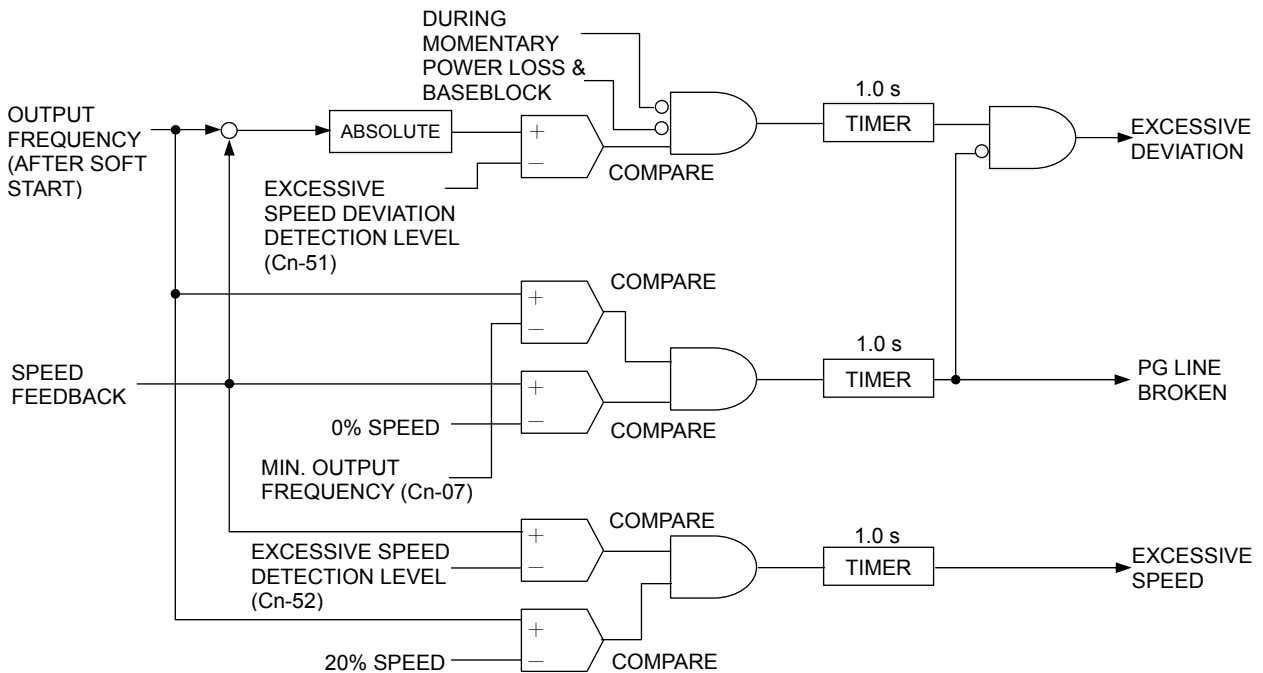 DURING
MOMENTARY
POWER LOSS &
BASEBLOCK
1.0 s
OUTPUT
FREQUENCY
(AFTER SOFT
START)
ABSOLUTE
+
−
COMPARE
TIMER
EXCESSIVE
DEVIATION
EXCESSIVE
SPEED DEVIATION
DETECTION LEVEL
(Cn-51)
COMPARE
+
−
1.0 s
SPEED
FEEDBACK
+
−
TIMER
PG LINE
BROKEN
0% SPEED
COMPARE
MIN. OUTPUT
FREQUENCY (Cn-07)
COMPARE
EXCESSIVE SPEED
DETECTION LEVEL
(Cn-52)
+
−
1.0 s
TIMER
EXCESSIVE
SPEED
+
−
20% SPEED
COMPARE